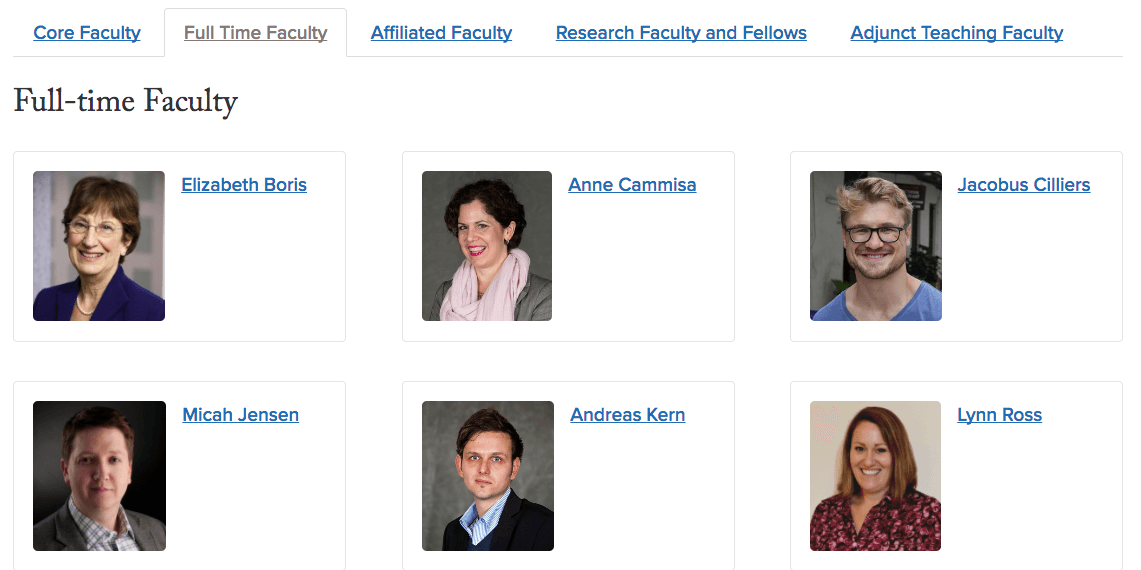 Core Faculty Full Time Faculty Affiliated Faculty Research Faculty and Fellows Adjunct Teaching Faculty
Full-time Faculty
Elizabeth Boris Anne Cammisa Jacobus Cilliers
Micah Jensen Andreas Kern Lynn Ross